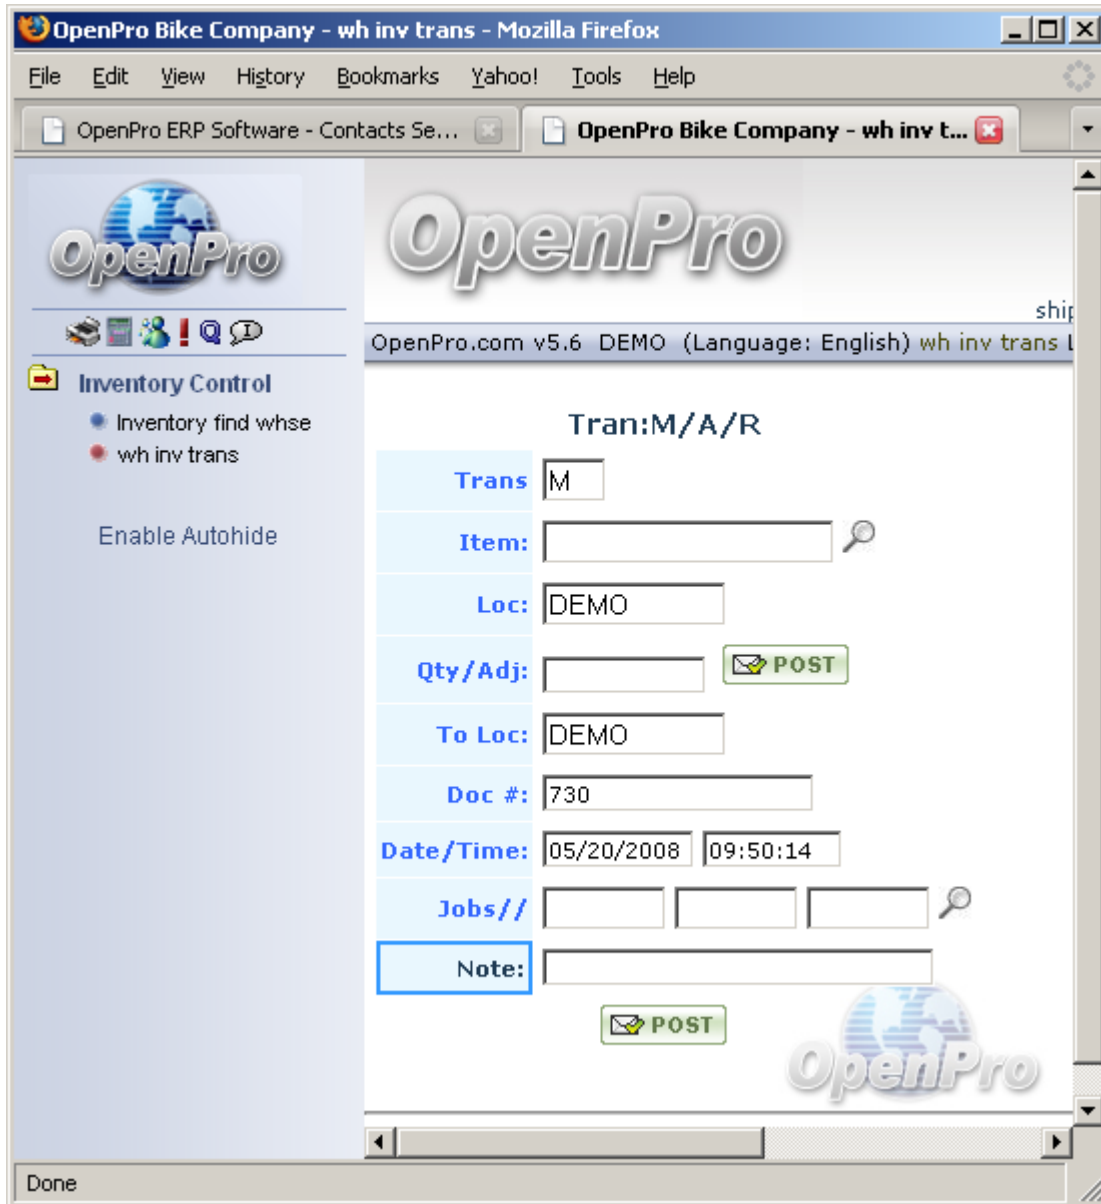 OpenPro Bike Company - wh inv trans - Mozilla Firefox
File Edit View History Bookmarks Yahoo! Tools Help
OpenPro ERP Software - Contacts Se... OpenPro Bike Company - wh inv t...
OpenPro
OpenPro
ship
OpenPro.com v5.6 DEMO (Language: English) wh inv trans L
Inventory Control
Inventory find whse
wh inv trans
Enable Autohide
Tran:M/A/R
Trans M
Item:
Loc: DEMO
Qty/Adj: POST
To Loc: DEMO
Doc #: 730
Date/Time: 05/20/2008 09:50:14
Jobs//
Note:
POST
OpenPro
Done